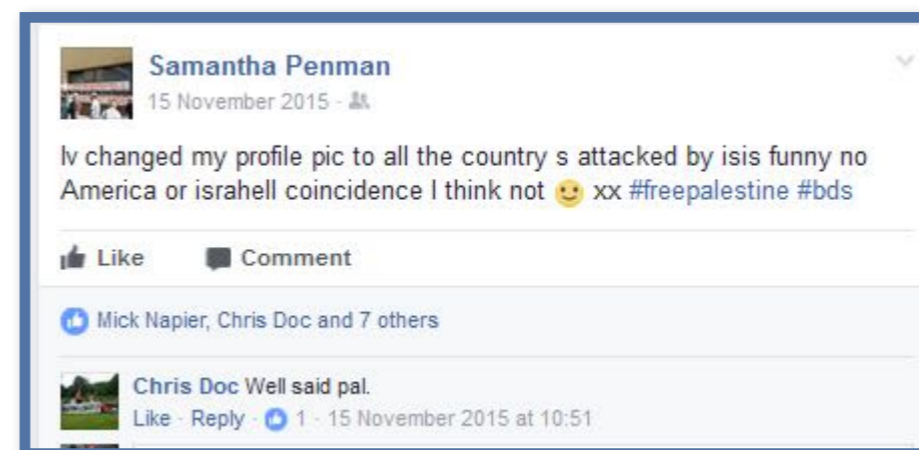 Samantha Penman
15 November 2015 ·
Iv changed my profile pic to all the country s attacked by isis funny no
America or israhell coincidence I think not 🙂 xx #freepalestine #bds
Like Comment
Mick Napier, Chris Doc and 7 others
Chris Doc Well said pal.
Like · Reply · 1 · 15 November 2015 at 10:51